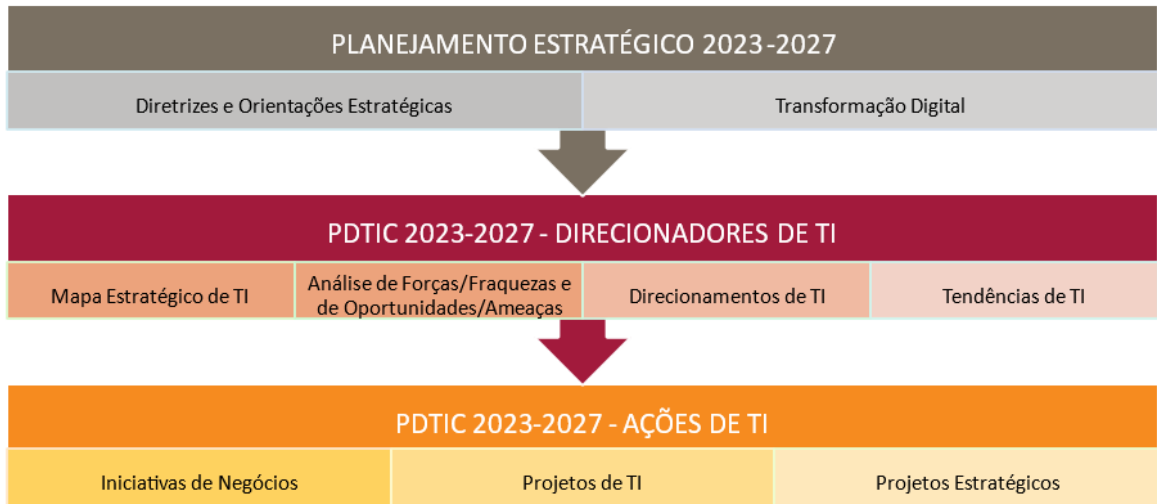 PLANEJAMENTO ESTRATÉGICO 2023-2027
Diretrizes e Orientações Estratégicas
Transformação Digital
PDTIC 2023-2027 - DIRECIONADORES DE TI
Mapa Estratégico de TI
Análise de Forças/Fraquezas e
de Oportunidades/Ameaças
Direcionamentos de TI
Tendências de TI
PDTIC 2023-2027 - AÇÕES DE TI
Iniciativas de Negócios
Projetos de TI
Projetos Estratégicos